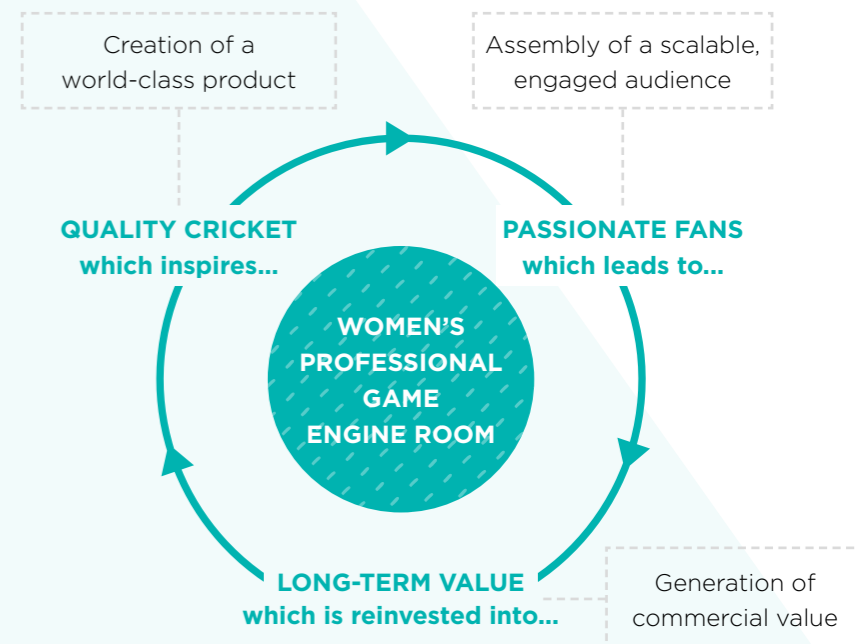 Creation of a
world-class product
Assembly of a scalable,
engaged audience
QUALITY CRICKET
which inspires...
PASSIONATE FANS
which leads to...
WOMEN’S
PROFESSIONAL
GAME
ENGINE ROOM
LONG-TERM VALUE
which is reinvested into...
Generation of
commercial value